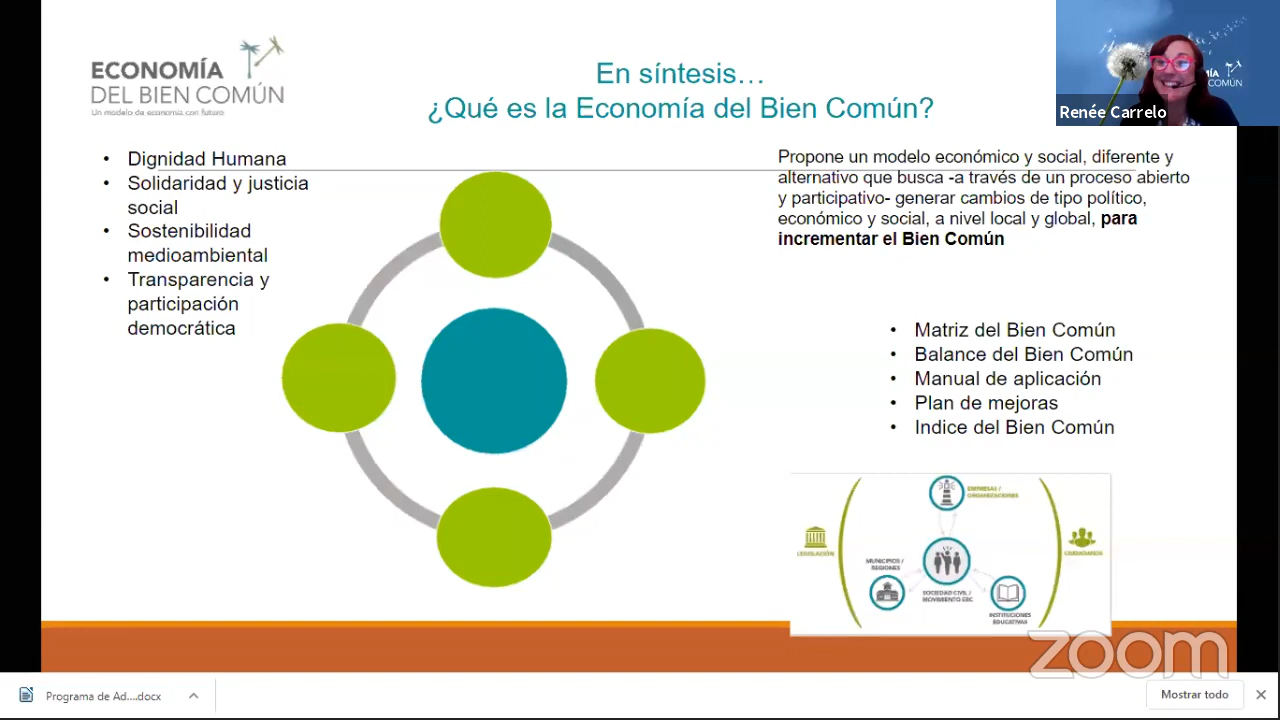 ECONOMÍA
DEL BIEN COMÚN
Un modelo de economía con futuro
En síntesis…
¿Qué es la Economía del Bien Común?
COMÚN
Renée Carrelo
• Dignidad Humana
• Solidaridad y justicia
social
• Sostenibilidad
medioambiental
• Transparencia y
participación
democrática
Propone un modelo económico y social, diferente y
alternativo que busca -a través de un proceso abierto
y participativo- generar cambios de tipo político,
económico y social, a nivel local y global, para
incrementar el Bien Común
• Matriz del Bien Común
• Balance del Bien Común
• Manual de aplicación
• Plan de mejoras
• Indice del Bien Común
EMPRESAS /
ORGANIZACIONES
LEGISLACIÓN
CIUDADANOS
MUNICIPIOS /
REGIONES
SOCIEDAD CIVIL /
MOVIMIENTO EBC
INSTITUCIONES
EDUCATIVAS
zoom
Programa de Ad....docx
Mostrar todo